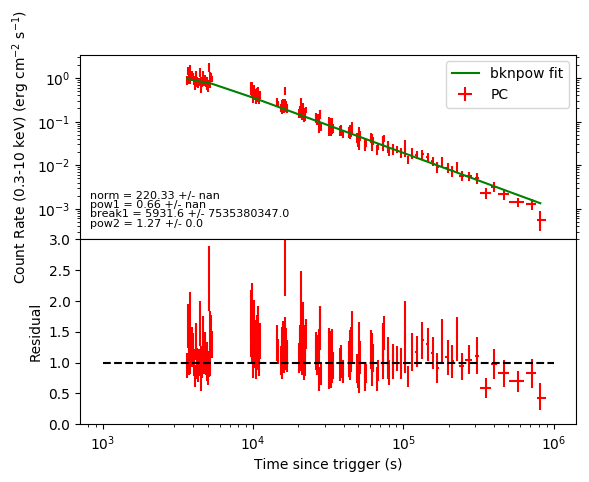 Count Rate (0.3-10 keV) (erg cm⁻² s⁻¹)
10⁰
10⁻¹
10⁻²
10⁻³
bknpow fit
PC
norm = 220.33 +/- nan
pow1 = 0.66 +/- nan
break1 = 5931.6 +/- 7535380347.0
pow2 = 1.27 +/- 0.0
Residual
3.0
2.5
2.0
1.5
1.0
0.5
0.0
10³ 10⁴ 10⁵ 10⁶
Time since trigger (s)